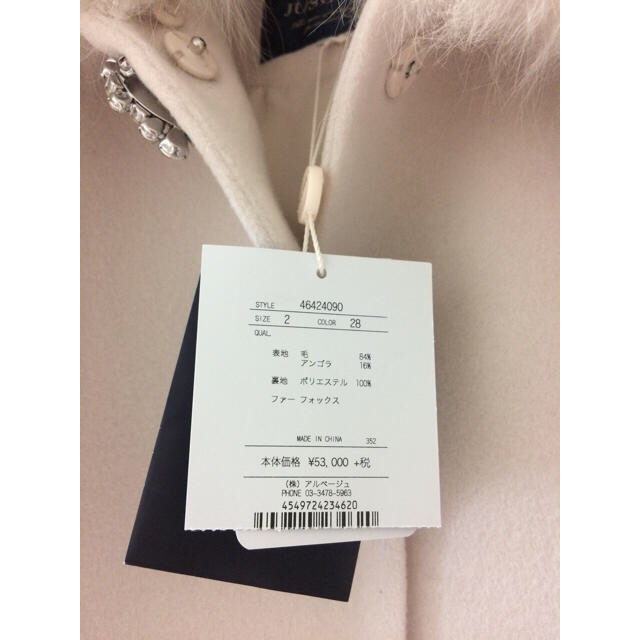 STYLE 46424090
SIZE 2 COLOR 28
QUAL.
表地 毛 84%
アンゴラ 16%
裏地 ポリエステル 100%
ファー フォックス
MADE IN CHINA 352
本体価格 ¥53,000 +税
(株) アルページュ
PHONE 03-3478-5963
4549724234620